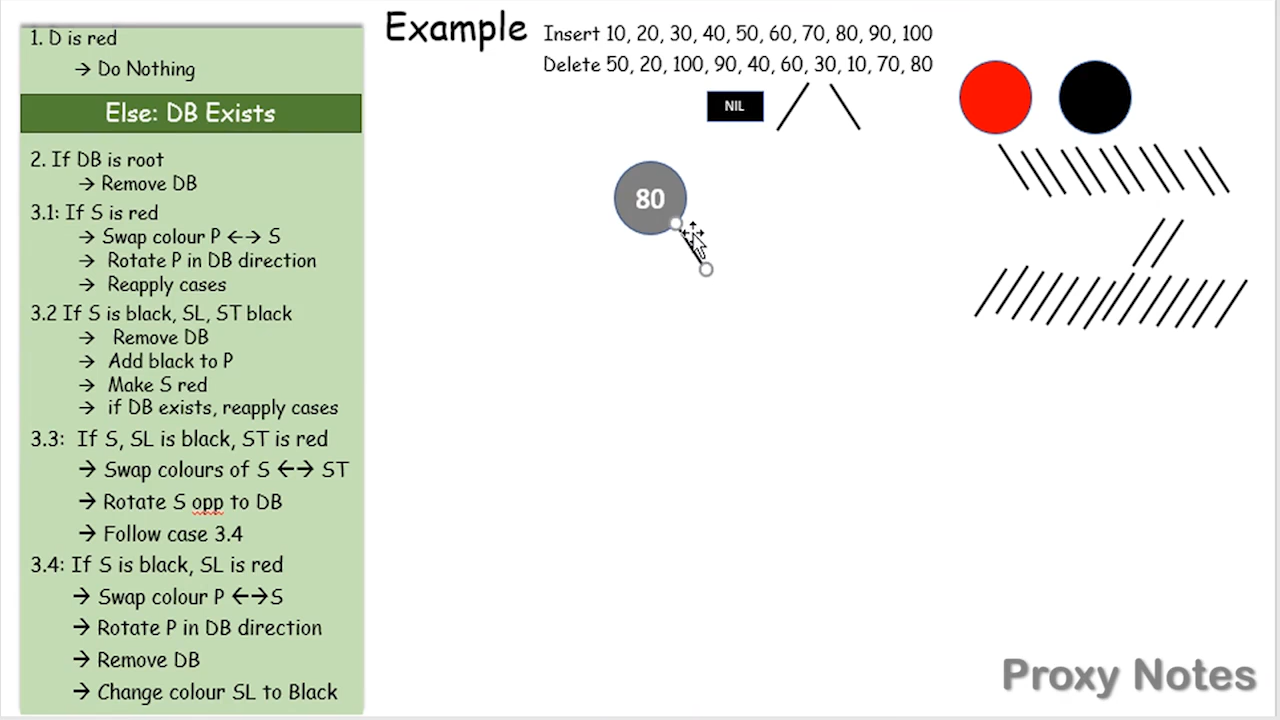 1. D is red
→ Do Nothing
Else: DB Exists
2. If DB is root
→ Remove DB
3.1: If S is red
→ Swap colour P ←→ S
→ Rotate P in DB direction
→ Reapply cases
3.2 If S is black, SL, ST black
→ Remove DB
→ Add black to P
→ Make S red
→ if DB exists, reapply cases
3.3: If S, SL is black, ST is red
→ Swap colours of S ←→ ST
→ Rotate S opp to DB
→ Follow case 3.4
3.4: If S is black, SL is red
→ Swap colour P ←→S
→ Rotate P in DB direction
→ Remove DB
→ Change colour SL to Black
Example
Insert 10, 20, 30, 40, 50, 60, 70, 80, 90, 100
Delete 50, 20, 100, 90, 40, 60, 30, 10, 70, 80
NIL
80
Proxy Notes